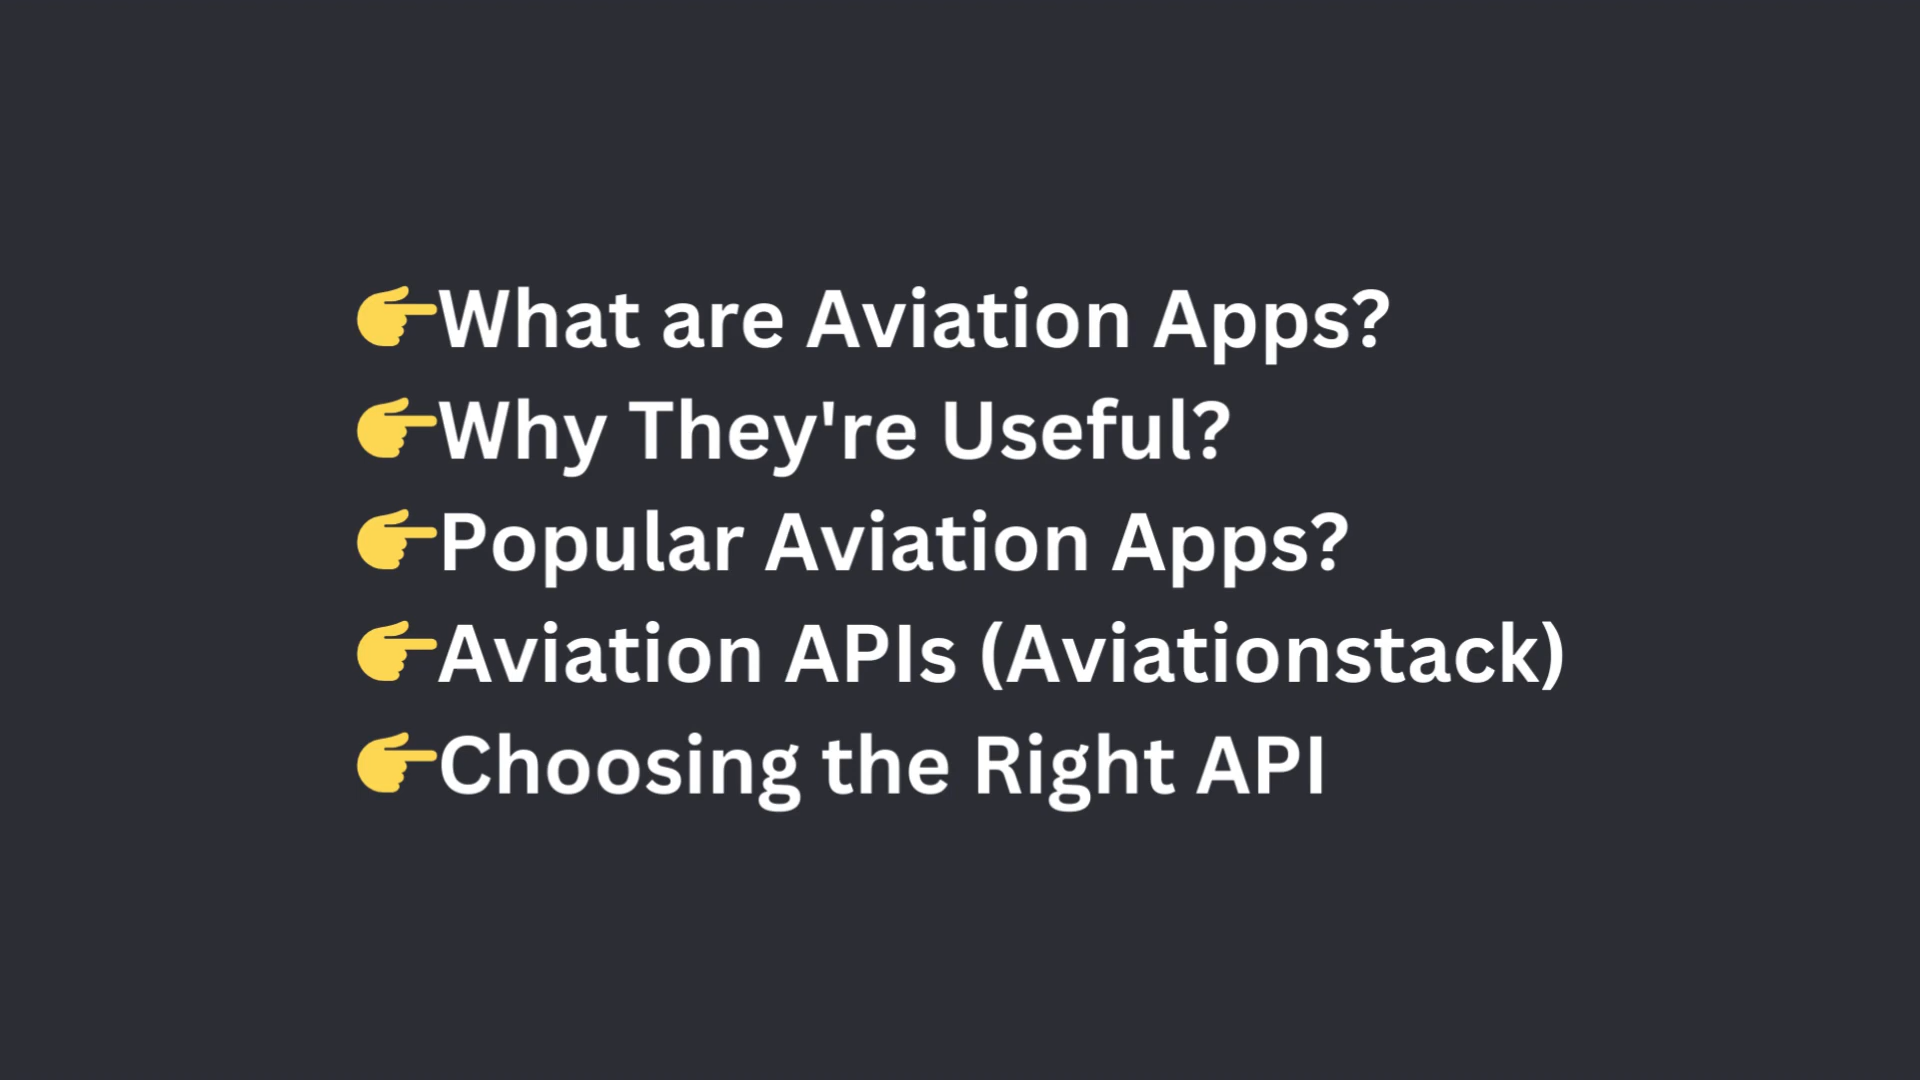 👉What are Aviation Apps?
👉Why They're Useful?
👉Popular Aviation Apps?
👉Aviation APIs (Aviationstack)
👉Choosing the Right API